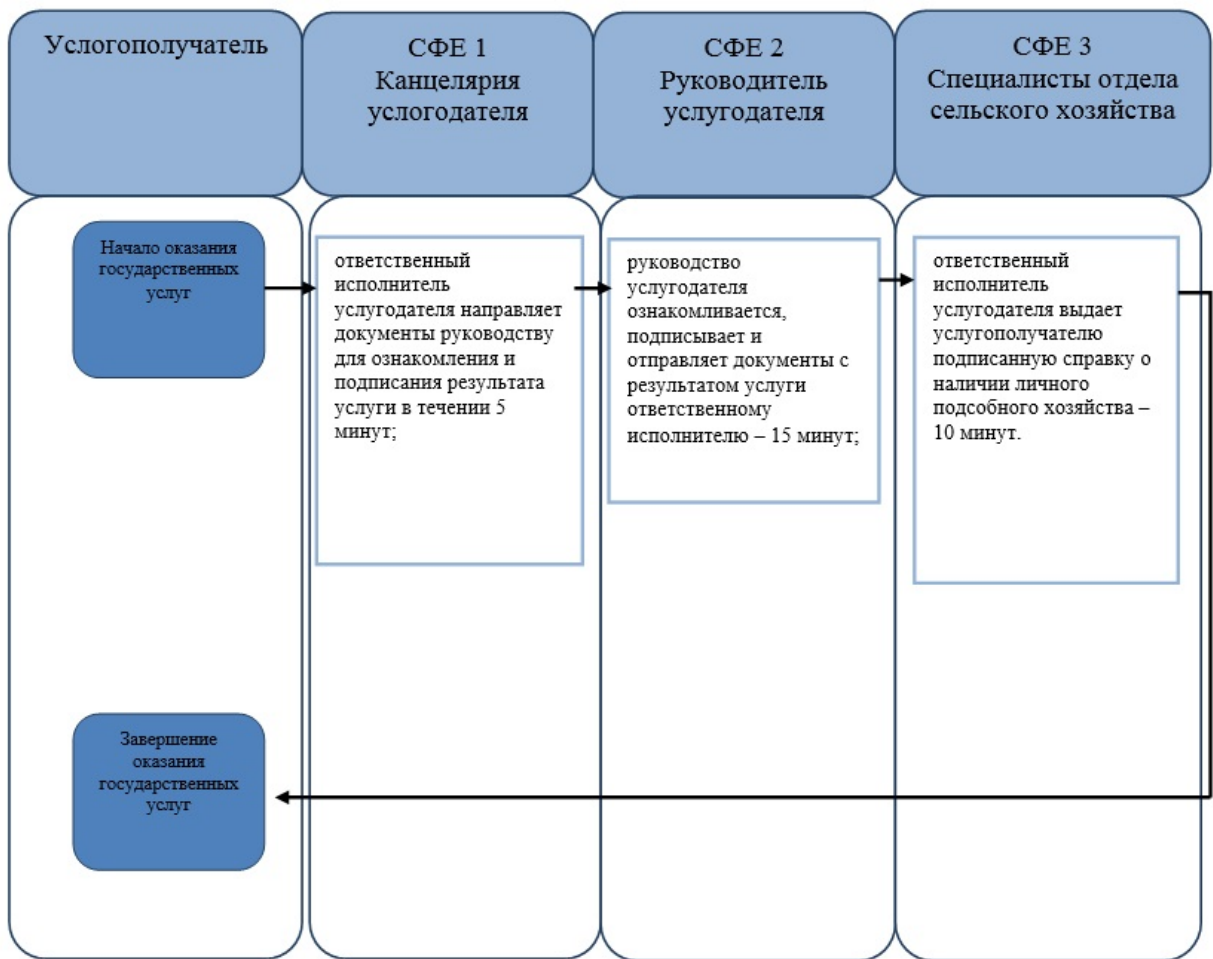 Услогополучатель
СФЕ 1
Канцелярия
услогодателя
СФЕ 2
Руководитель
услугодателя
СФЕ 3
Специалисты отдела
сельского хозяйства
Начало оказания
государственных
услуг
ответственный
исполнитель
услугодателя направляет
документы руководству
для ознакомления и
подписания результата
услуги в течении 5
минут;
руководство
услугодателя
ознакомливается,
подписывает и
отправляет документы с
результатом услуги
ответственному
исполнителю – 15 минут;
ответственный
исполнитель
услугодателя выдает
услугополучателю
подписанную справку о
наличии личного
подсобного хозяйства –
10 минут.
Завершение
оказания
государственных
услуг